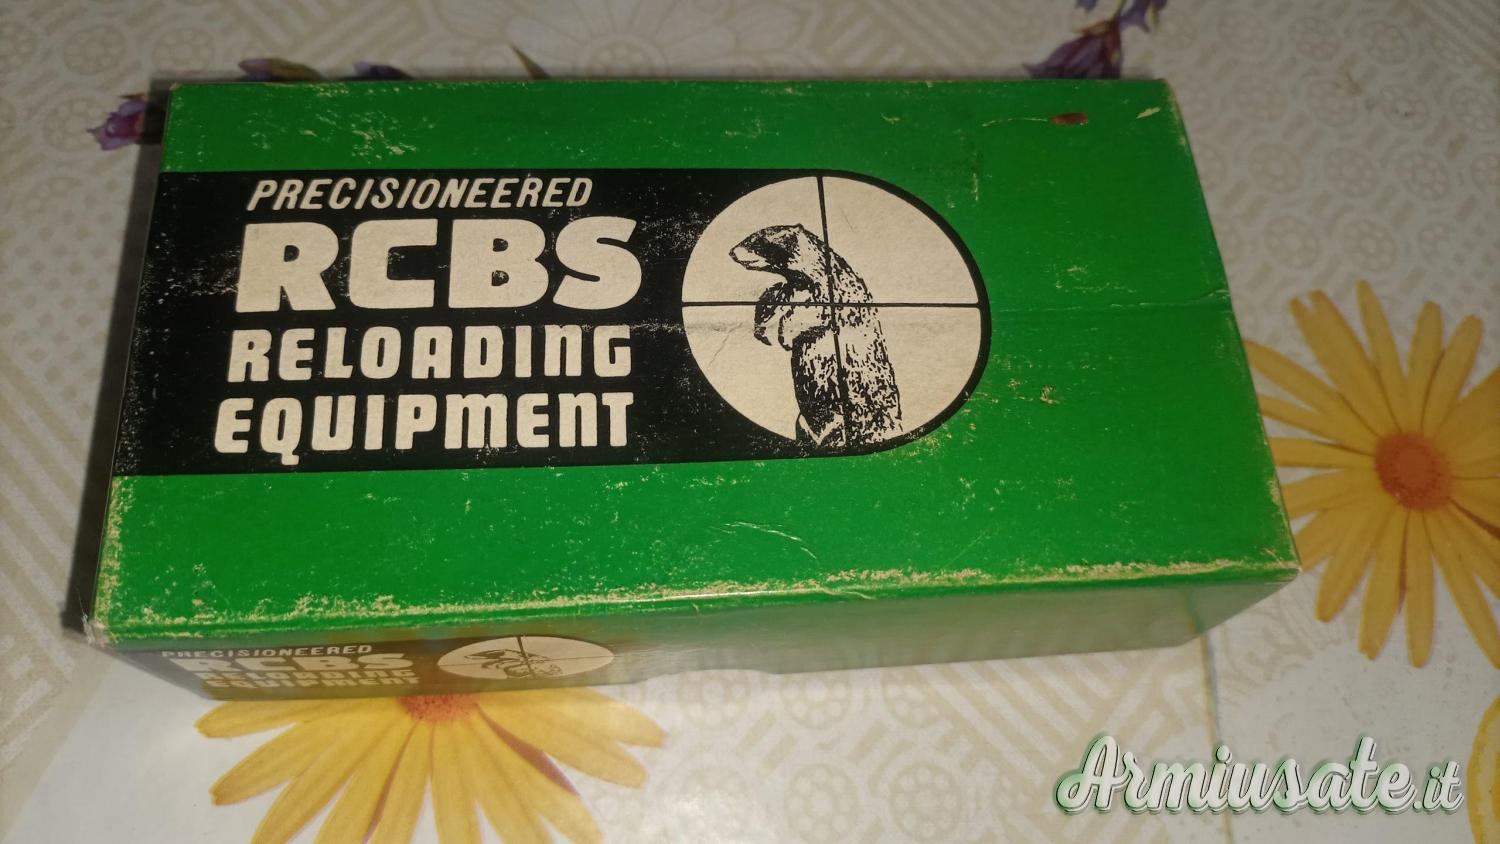 PRECISIONEERED
RCBS
RELOADING
EQUIPMENT
PRECISIONEERED
RCBS
RELOADING
EQUIPMENT
Armiusate.it